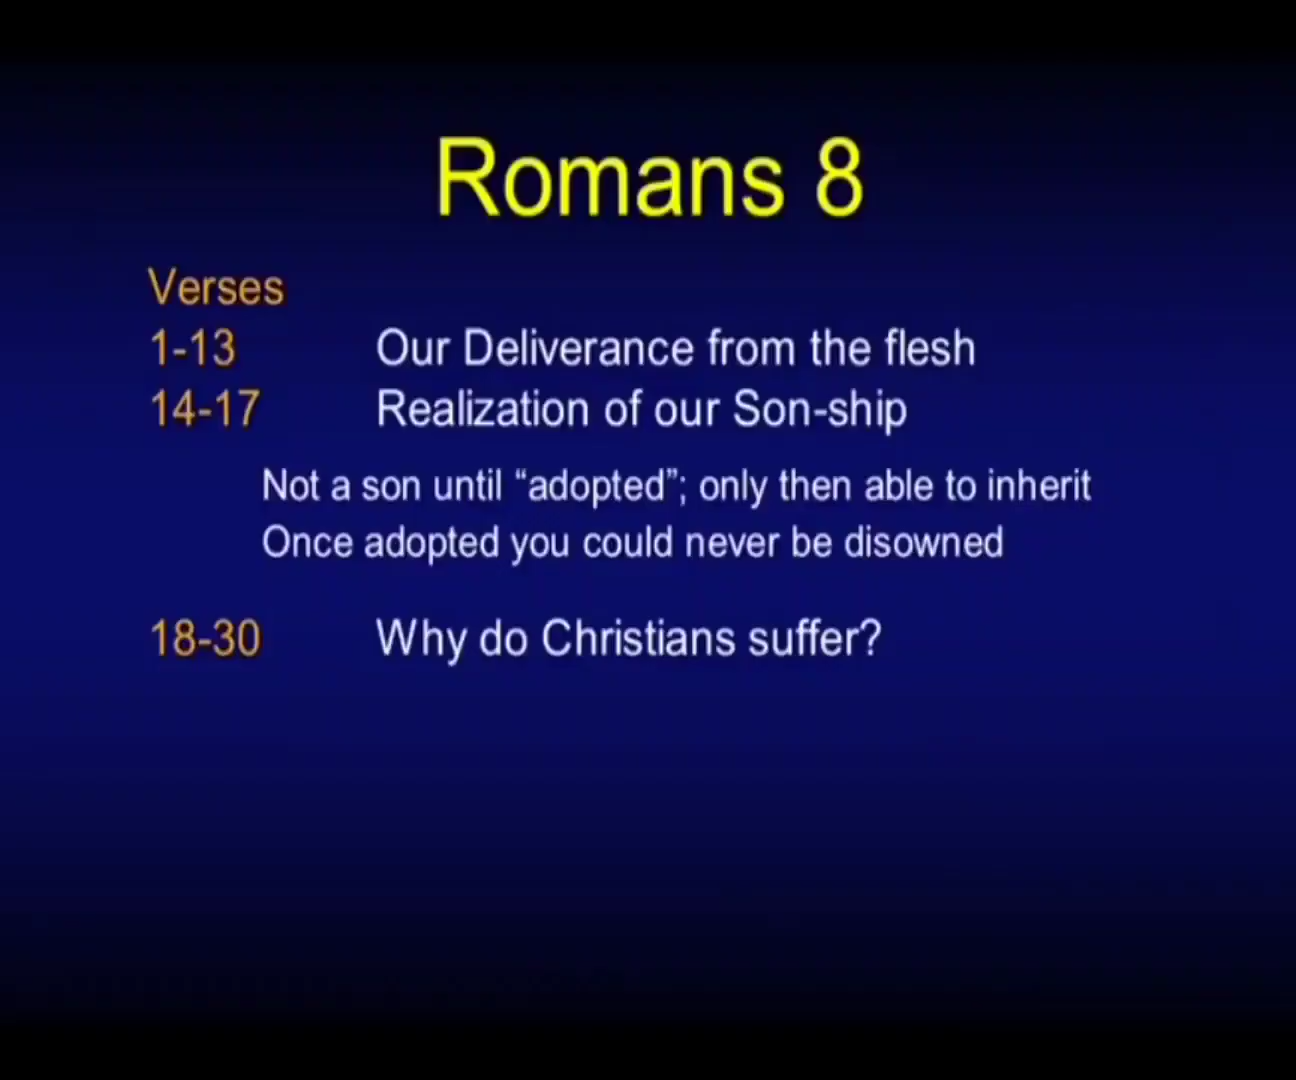 Romans 8
Verses
1-13 Our Deliverance from the flesh
14-17 Realization of our Son-ship
Not a son until “adopted”; only then able to inherit
Once adopted you could never be disowned
18-30 Why do Christians suffer?